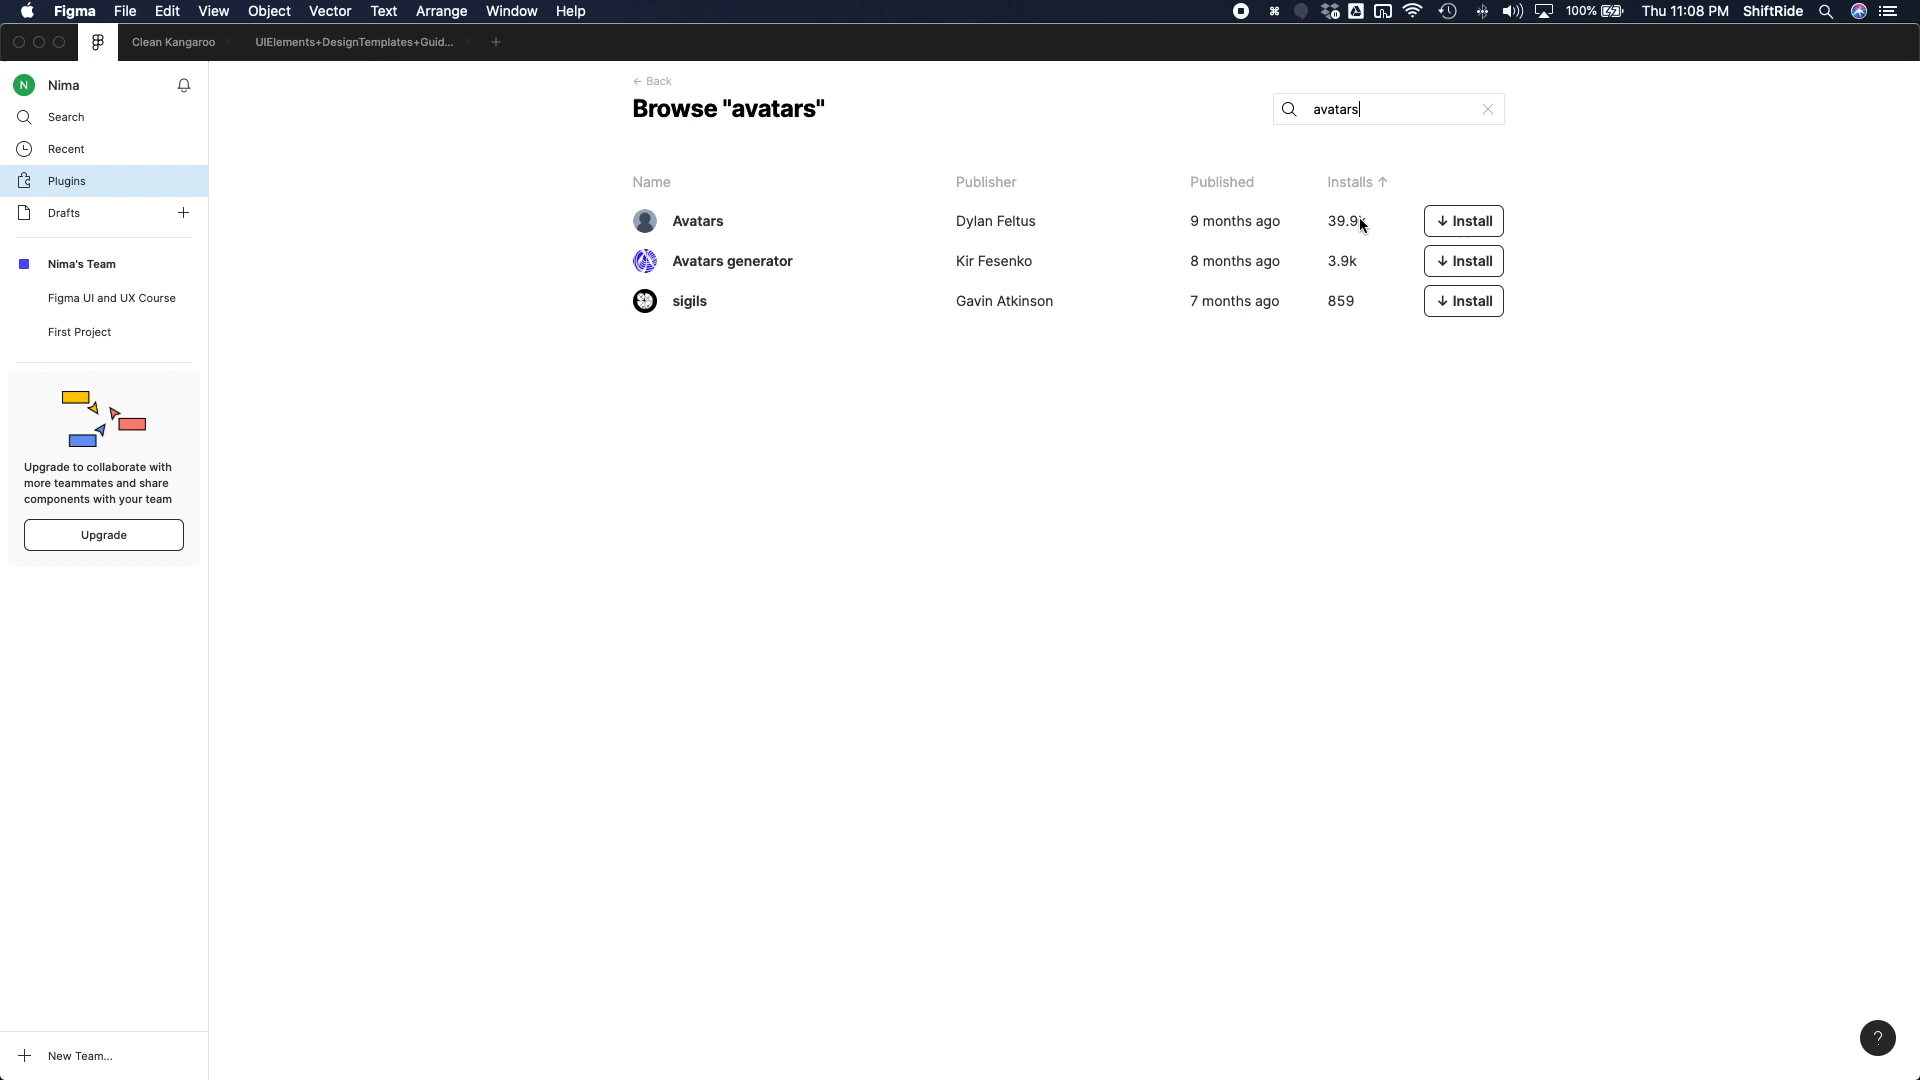 Figma File Edit View Object Vector Text Arrange Window Help 100% Thu 11:08 PM ShiftRide
Clean Kangaroo UIElements+DesignTemplates+Guid...
N Nima
Search
Recent
Plugins
Drafts
Nima's Team
Figma UI and UX Course
First Project
Upgrade to collaborate with
more teammates and share
components with your team
Upgrade
New Team...
← Back
Browse "avatars"
avatars
Name Publisher Published Installs ↑
Avatars Dylan Feltus 9 months ago 39.9k ↓ Install
Avatars generator Kir Fesenko 8 months ago 3.9k ↓ Install
sigils Gavin Atkinson 7 months ago 859 ↓ Install
?